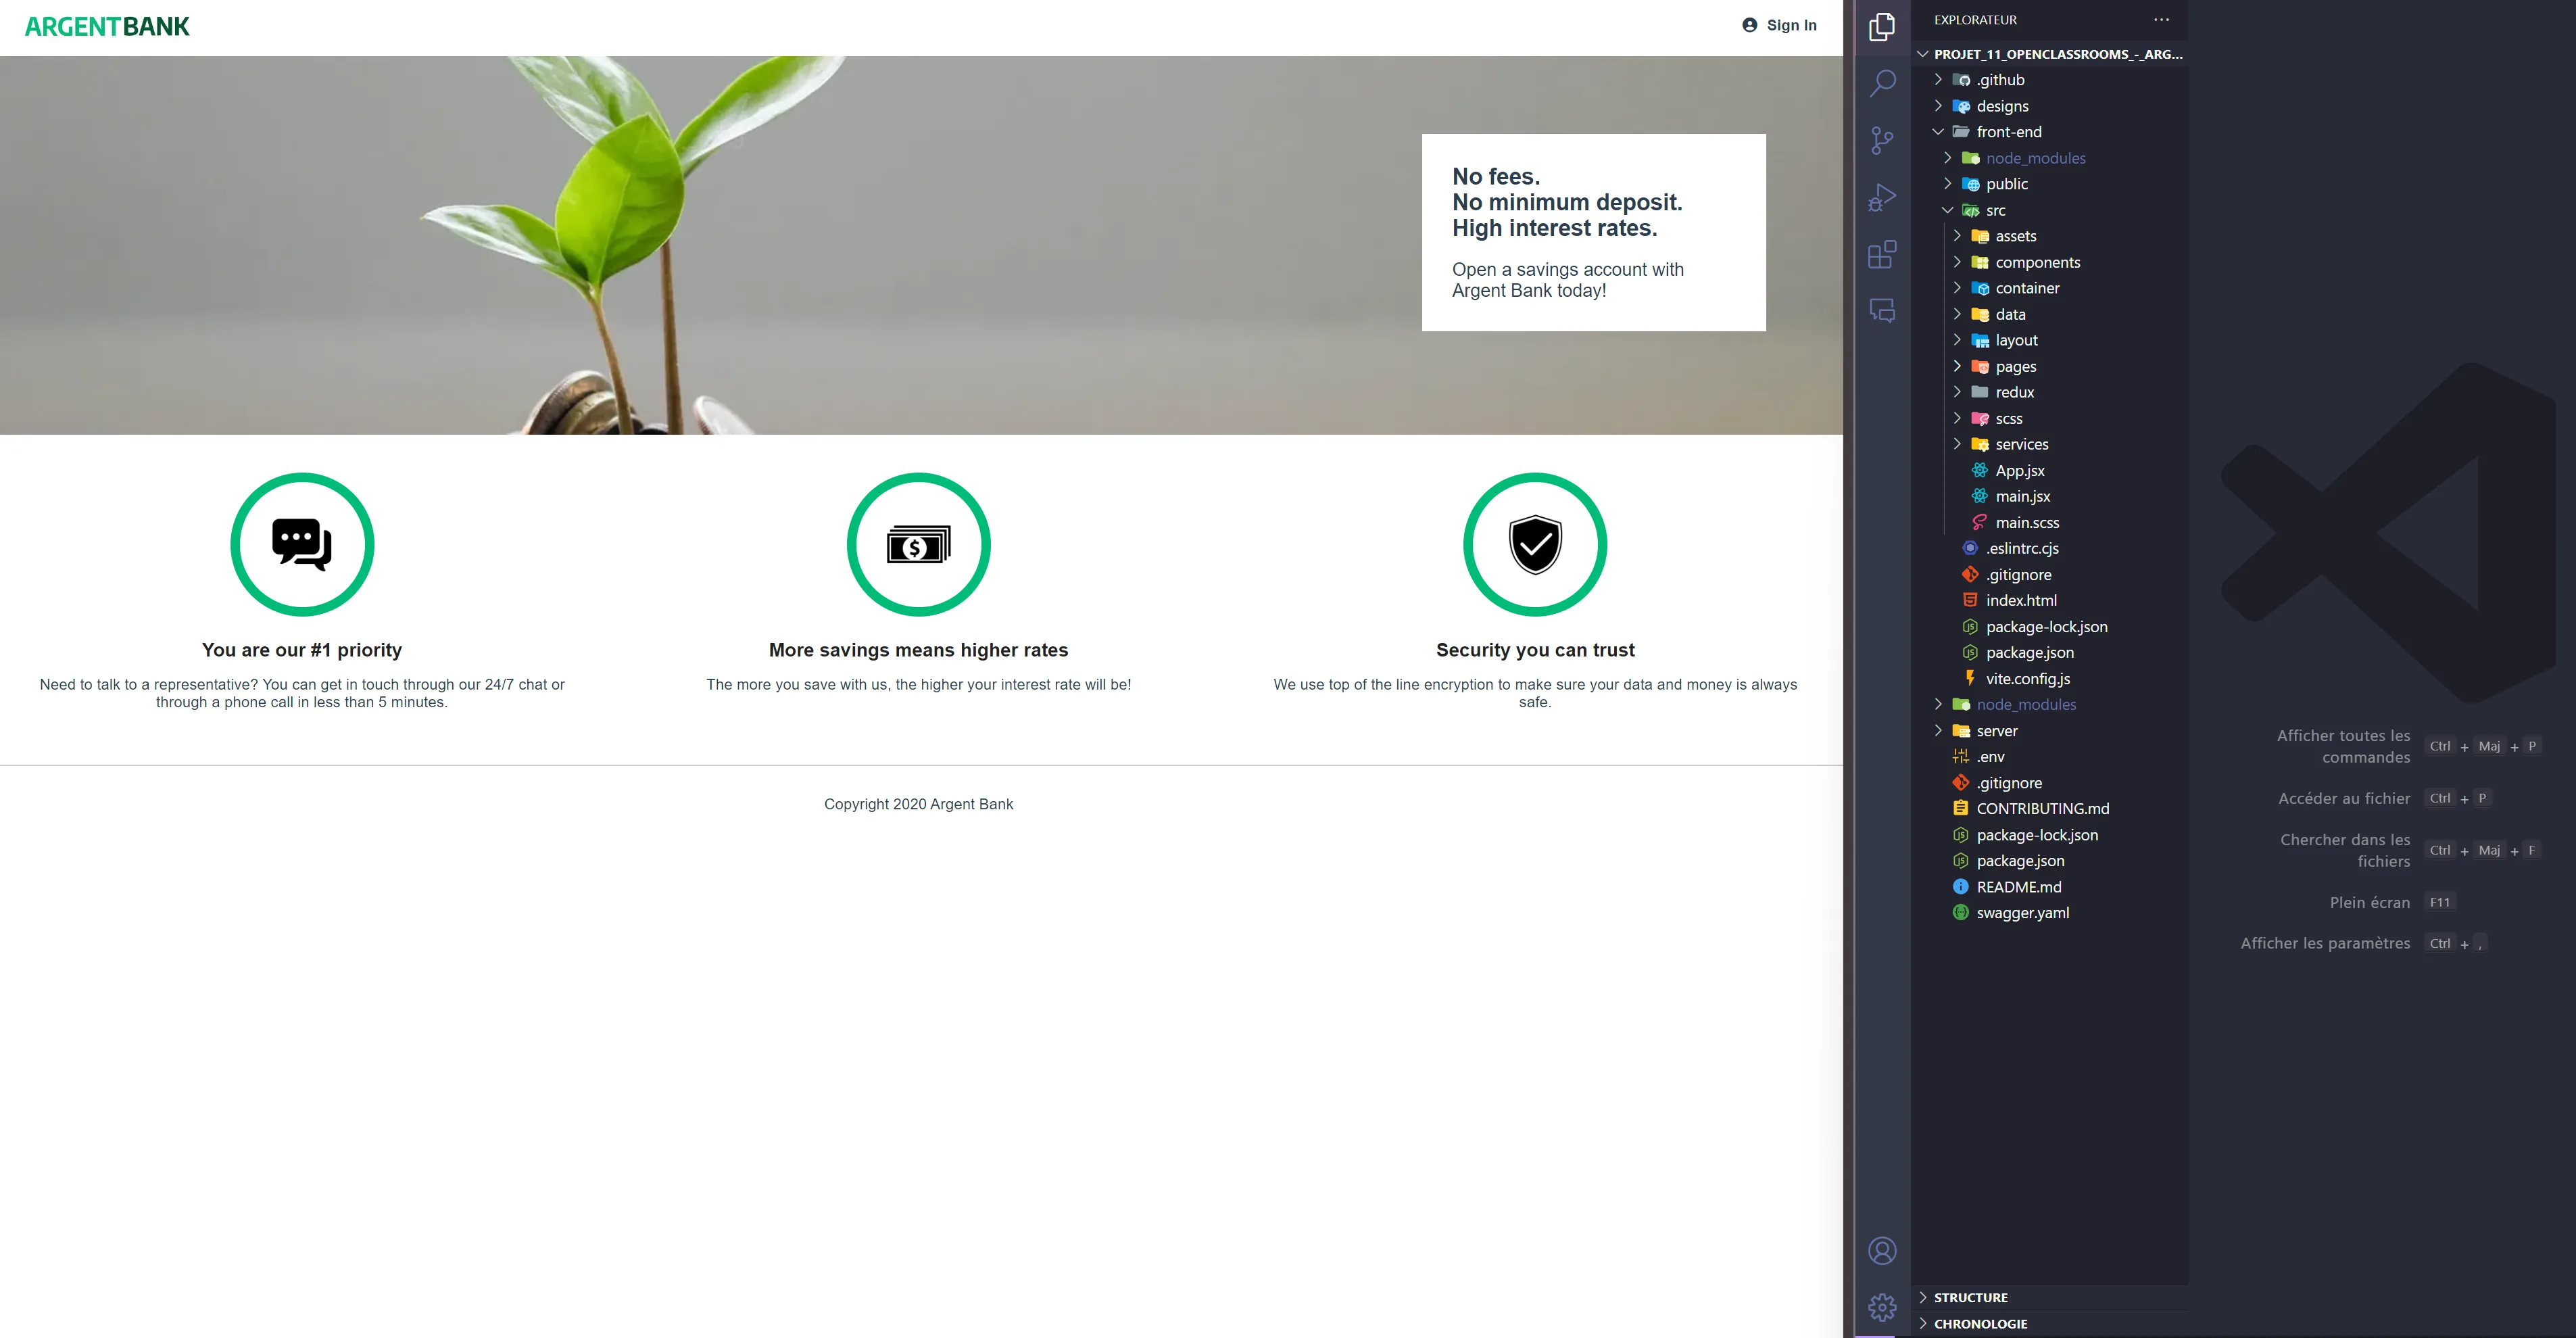 ARGENTBANK
Sign In
No fees.
No minimum deposit.
High interest rates.
Open a savings account with
Argent Bank today!
$
You are our #1 priority
Need to talk to a representative? You can get in touch through our 24/7 chat or
through a phone call in less than 5 minutes.
More savings means higher rates
The more you save with us, the higher your interest rate will be!
Security you can trust
We use top of the line encryption to make sure your data and money is always
safe.
Copyright 2020 Argent Bank
EXPLORATEUR
PROJET_11_OPENCLASSROOMS_-_ARG...
.github
designs
front-end
node_modules
public
src
assets
components
container
data
layout
pages
redux
scss
services
App.jsx
main.jsx
main.scss
.eslintrc.cjs
.gitignore
index.html
package-lock.json
package.json
vite.config.js
node_modules
server
.env
.gitignore
CONTRIBUTING.md
package-lock.json
package.json
README.md
swagger.yaml
STRUCTURE
CHRONOLOGIE
Afficher toutes les
commandes
Ctrl + Maj + P
Accéder au fichier Ctrl + P
Chercher dans les
fichiers
Ctrl + Maj + F
Plein écran F11
Afficher les paramètres Ctrl + ,